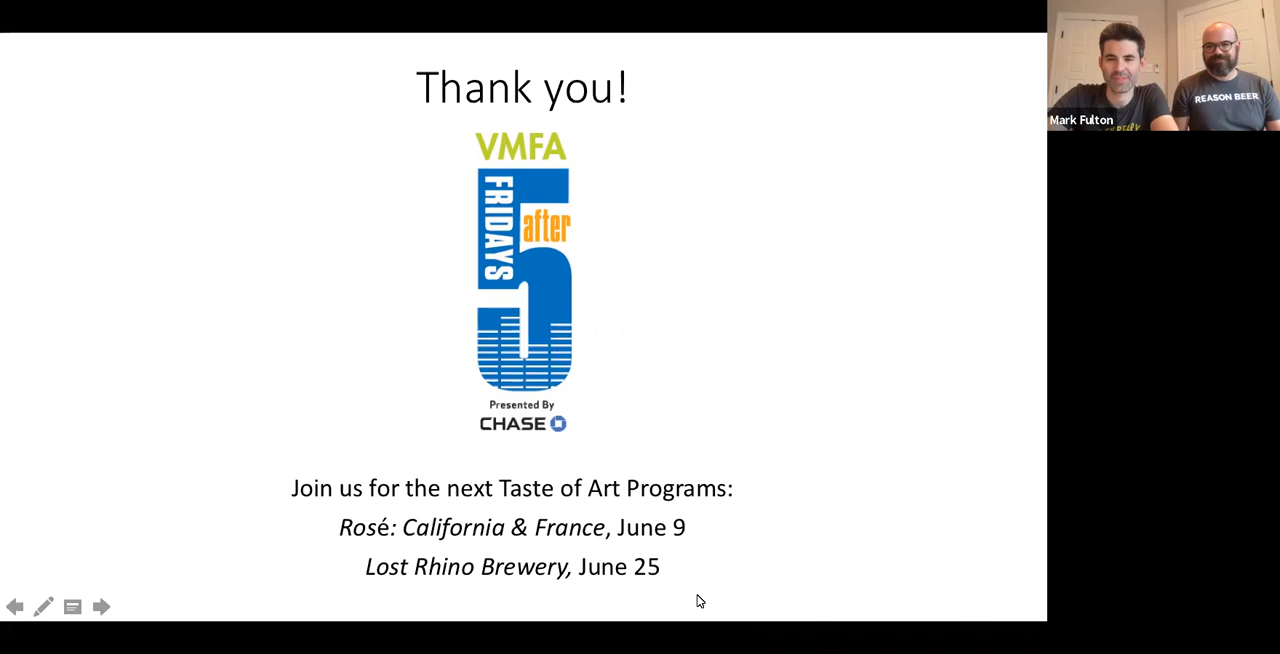 Thank you!
VMFA
FRIDAYS
after
5
Presented By
CHASE
Join us for the next Taste of Art Programs:
Rosé: California & France, June 9
Lost Rhino Brewery, June 25
REASON BEER
Mark Fulton